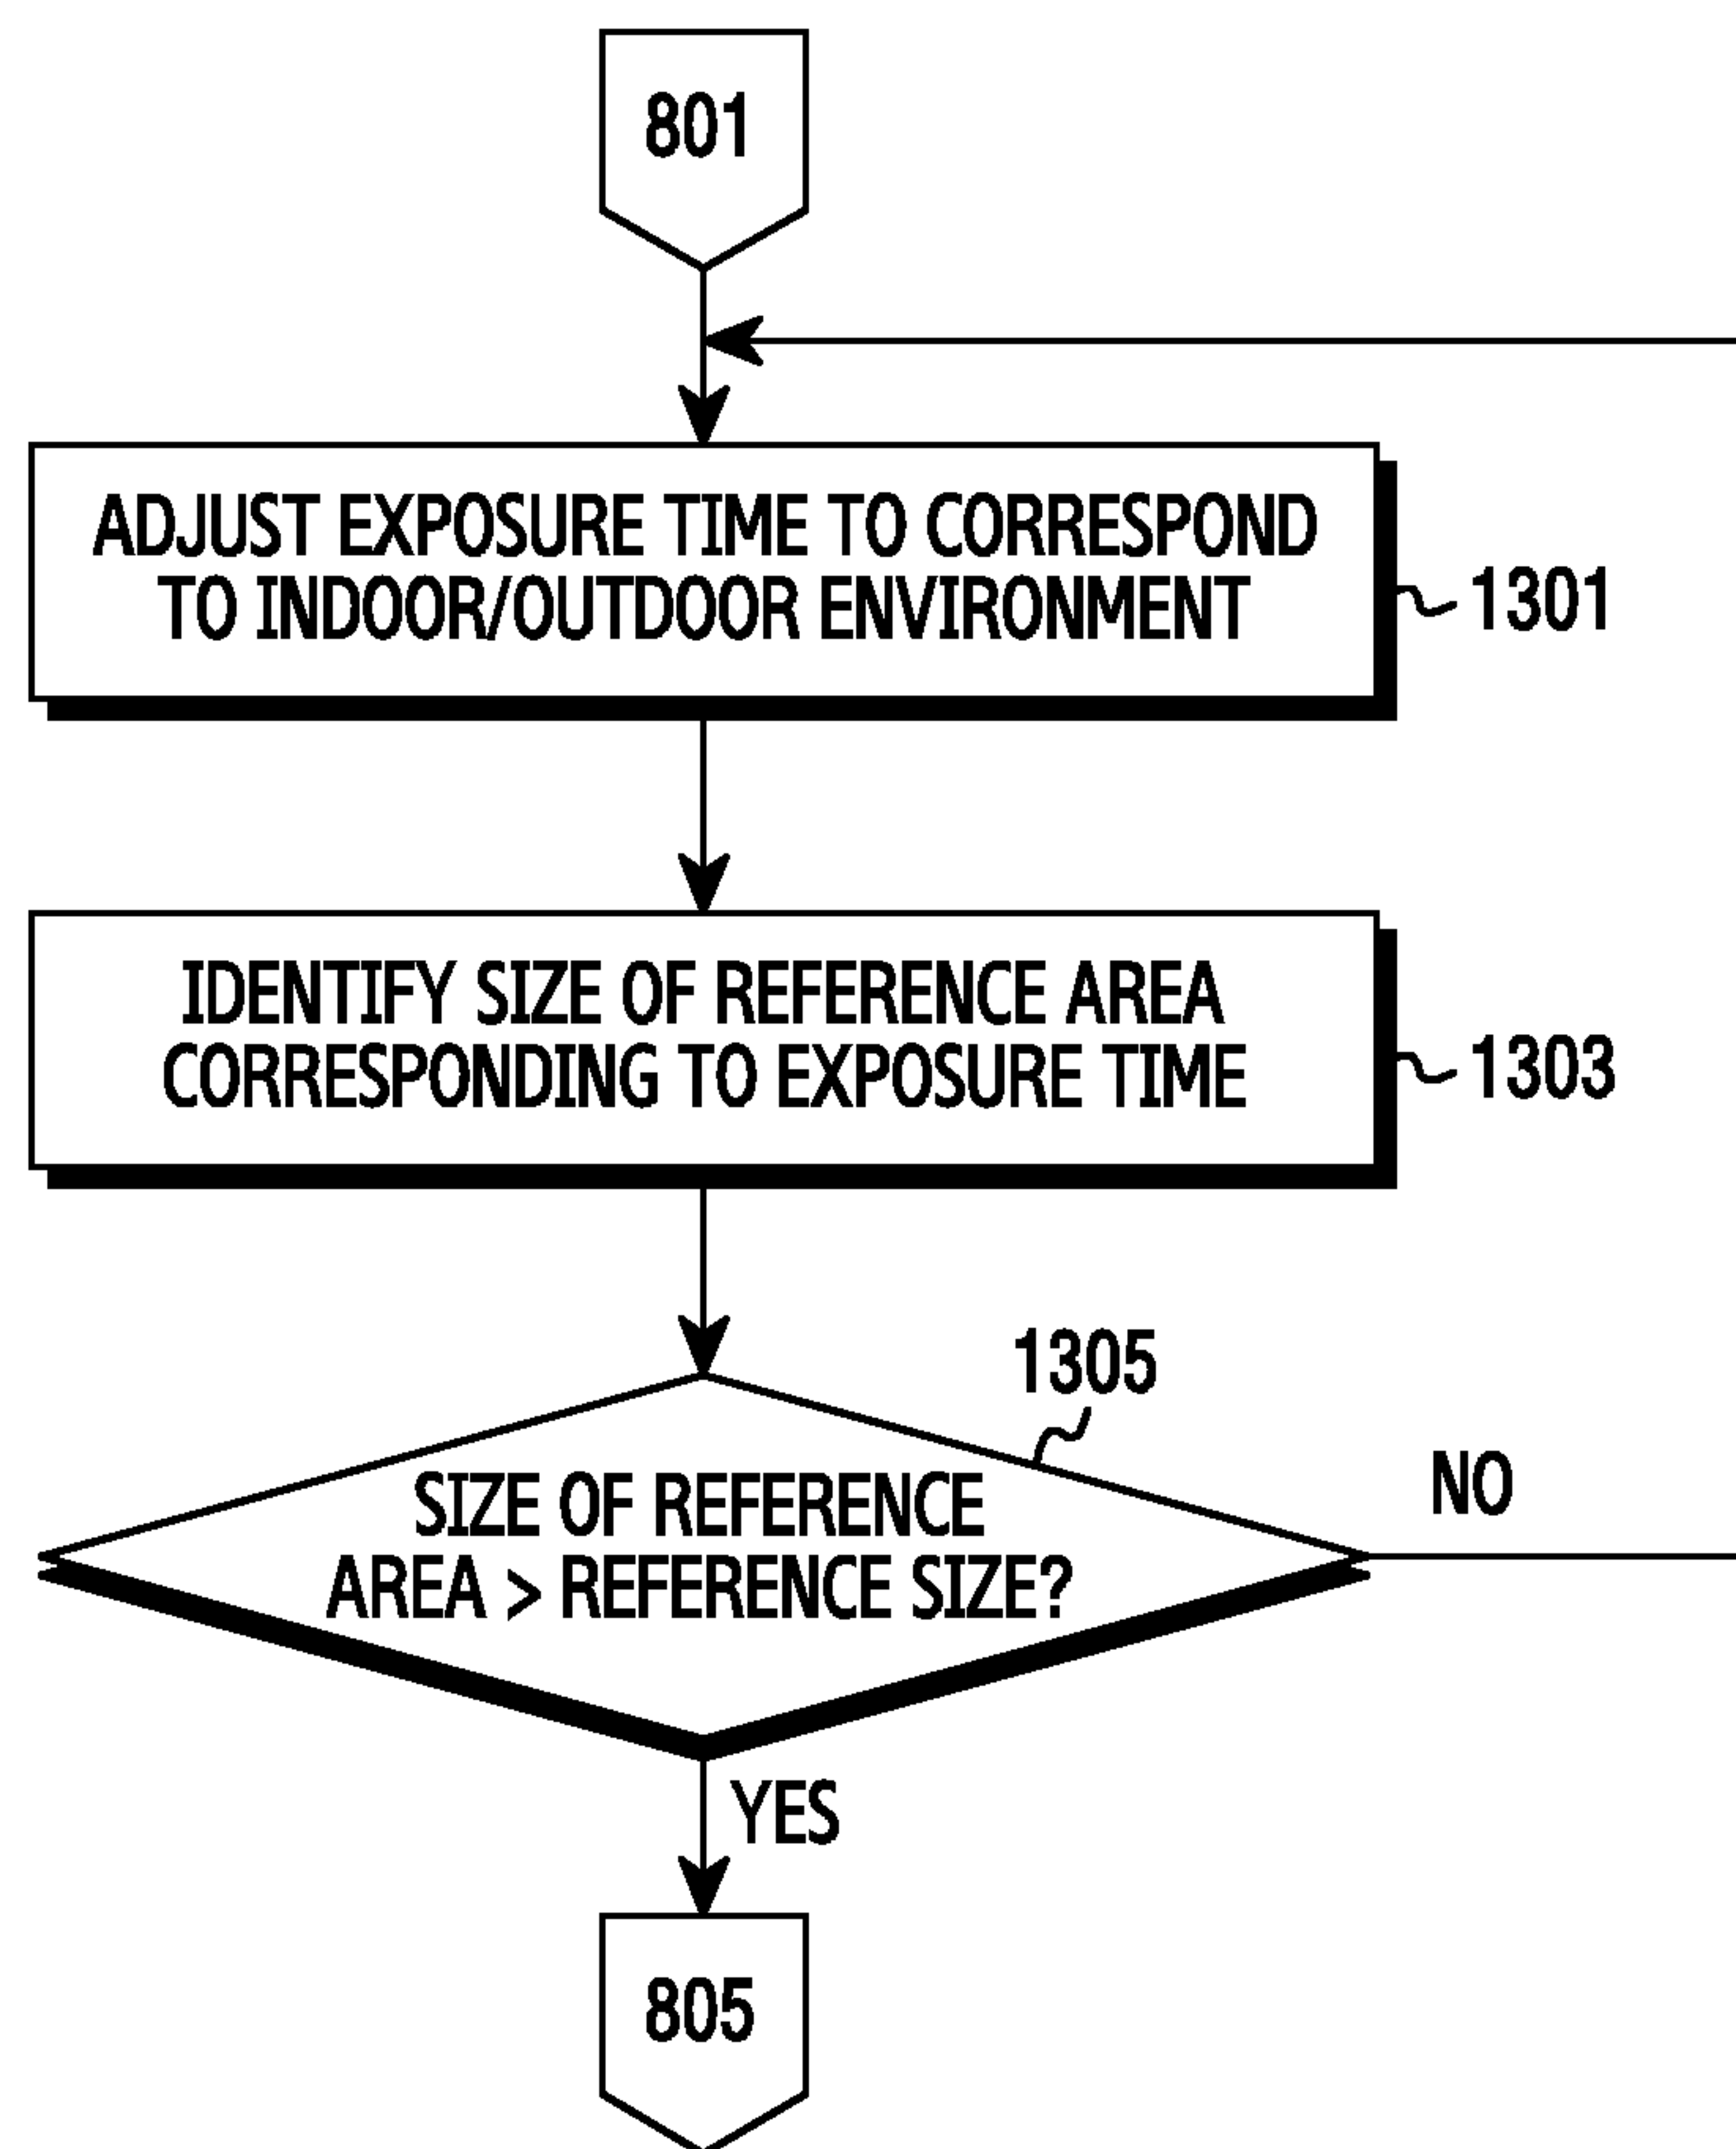 801
ADJUST EXPOSURE TIME TO CORRESPOND
TO INDOOR/OUTDOOR ENVIRONMENT
1301
IDENTIFY SIZE OF REFERENCE AREA
CORRESPONDING TO EXPOSURE TIME
1303
1305
SIZE OF REFERENCE
AREA > REFERENCE SIZE?
NO
YES
805